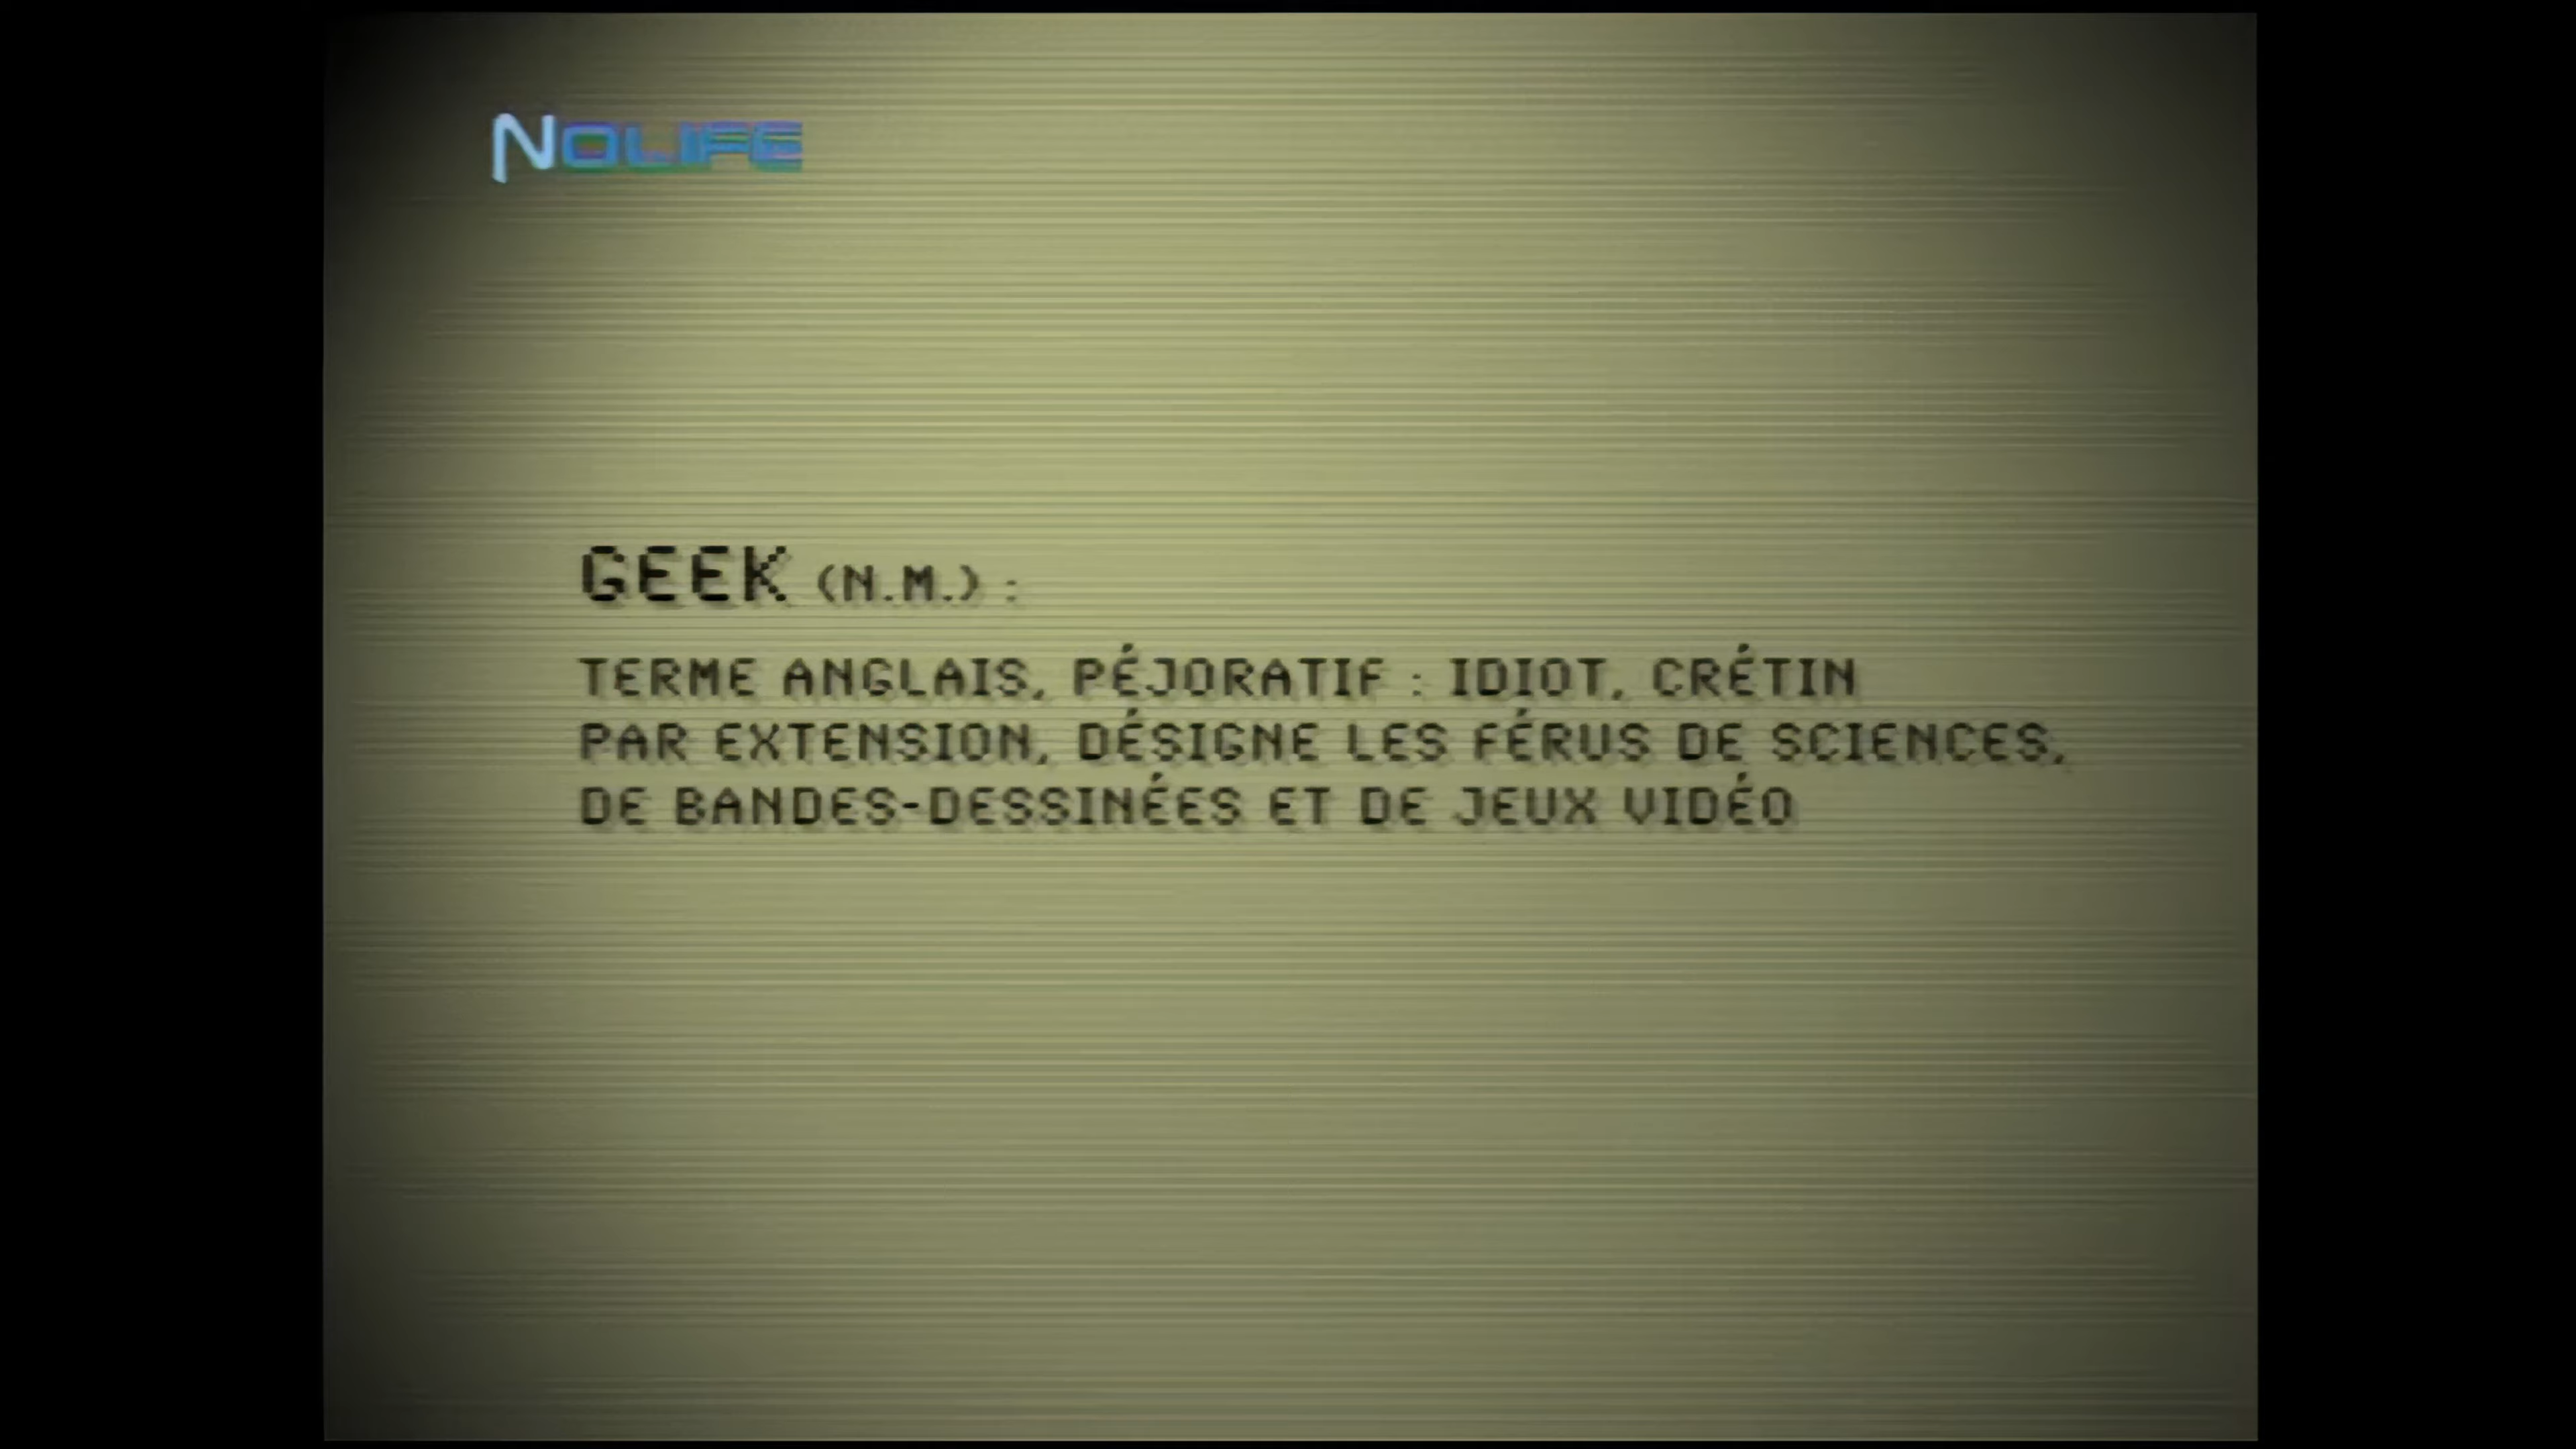 NOLIFE
GEEK (N.M.) :
TERME ANGLAIS, PÉJORATIF : IDIOT, CRÉTIN
PAR EXTENSION, DÉSIGNE LES FÉRUS DE SCIENCES,
DE BANDES-DESSINÉES ET DE JEUX VIDÉO